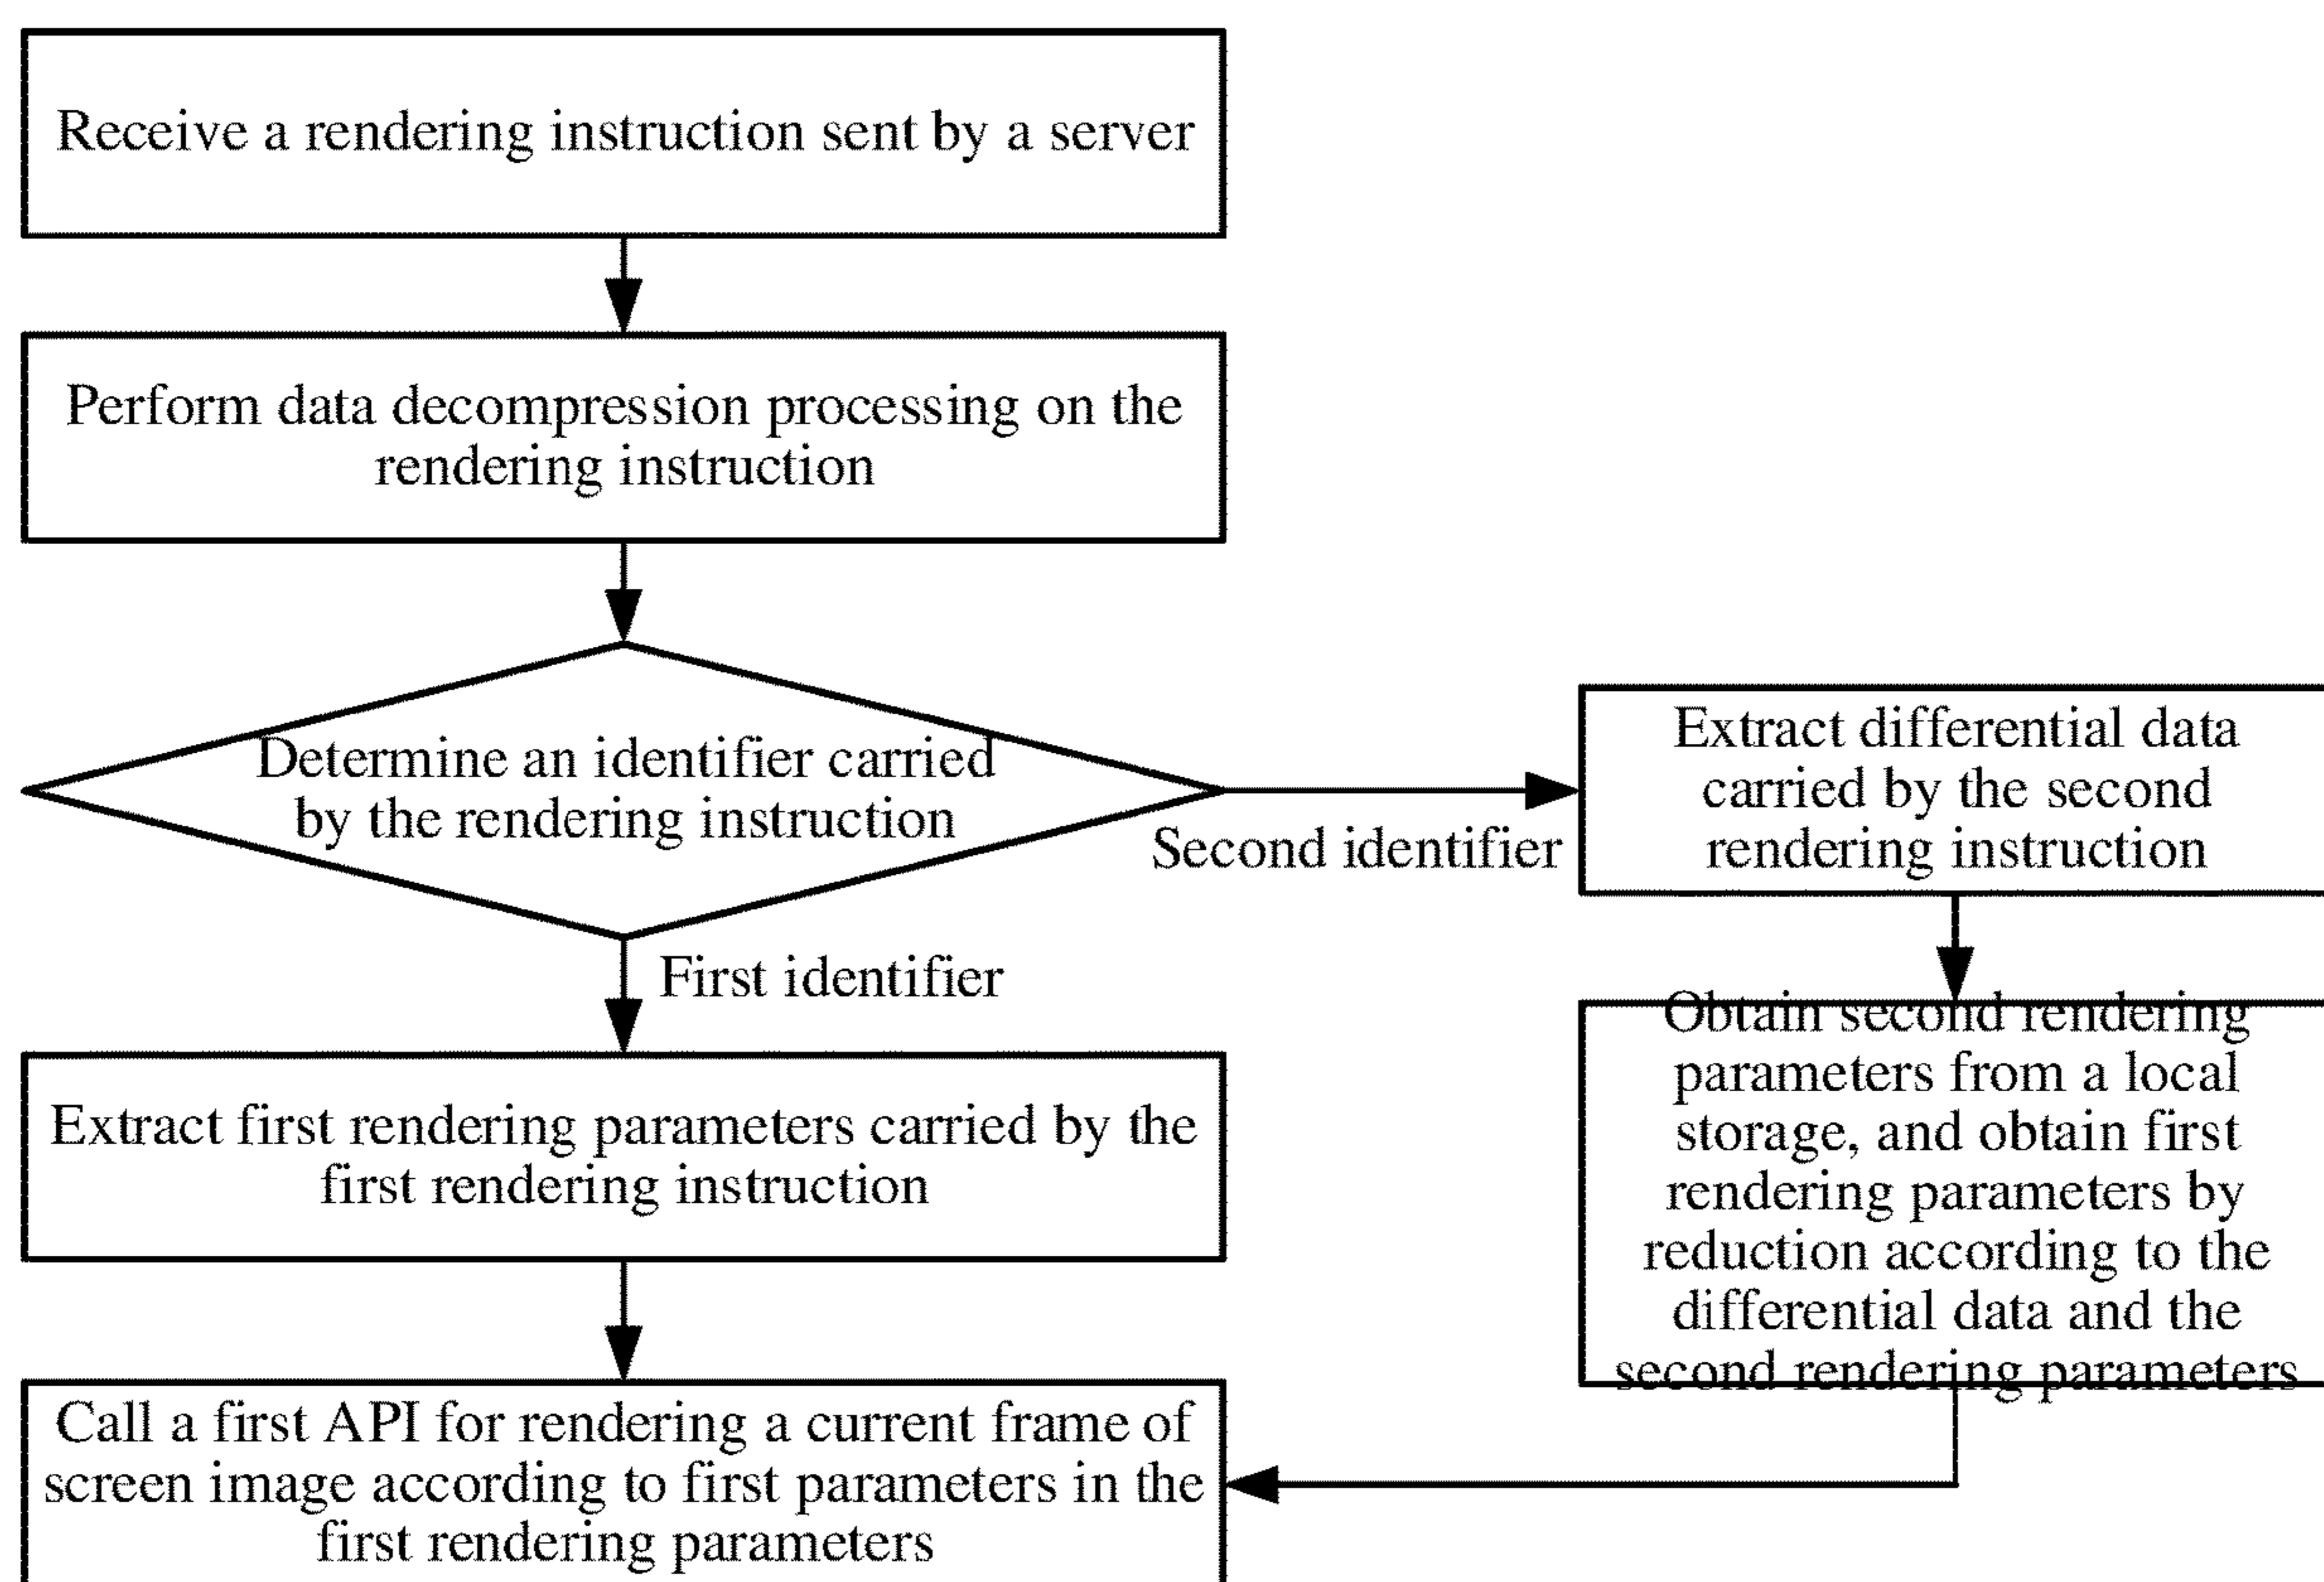 Receive a rendering instruction sent by a server
Perform data decompression processing on the
rendering instruction
Determine an identifier carried
by the rendering instruction
Second identifier
Extract differential data
carried by the second
rendering instruction
First identifier
Obtain second rendering
parameters from a local
storage, and obtain first
rendering parameters by
reduction according to the
differential data and the
second rendering parameters
Extract first rendering parameters carried by the
first rendering instruction
Call a first API for rendering a current frame of
screen image according to first parameters in the
first rendering parameters